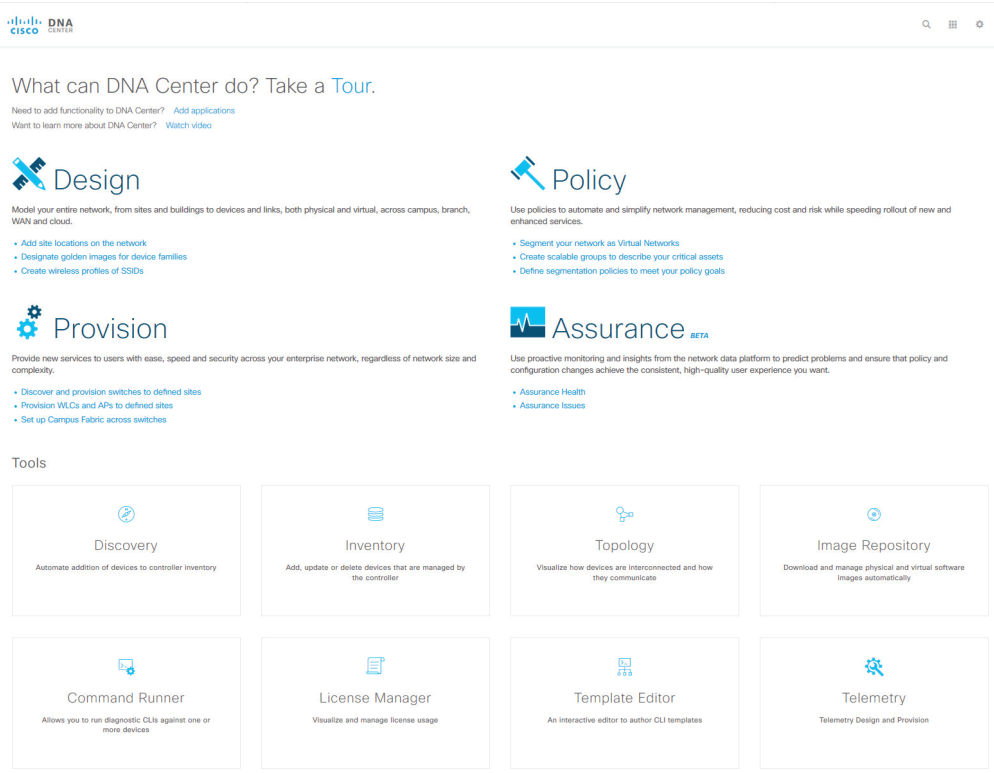 CISCO DNA CENTER
What can DNA Center do? Take a Tour.
Need to add functionality to DNA Center? Add applications
Want to learn more about DNA Center? Watch video
Design
Model your entire network, from sites and buildings to devices and links, both physical and virtual, across campus, branch,
WAN and cloud.
• Add site locations on the network
• Designate golden images for device families
• Create wireless profiles of SSIDs
Policy
Use policies to automate and simplify network management, reducing cost and risk while speeding rollout of new and
enhanced services.
• Segment your network as Virtual Networks
• Create scalable groups to describe your critical assets
• Define segmentation policies to meet your policy goals
Provision
Provide new services to users with ease, speed and security across your enterprise network, regardless of network size and
complexity.
• Discover and provision switches to defined sites
• Provision WLCs and APs to defined sites
• Set up Campus Fabric across switches
Assurance BETA
Use proactive monitoring and insights from the network data platform to predict problems and ensure that policy and
configuration changes achieve the consistent, high-quality user experience you want.
• Assurance Health
• Assurance Issues
Tools
Discovery
Automate addition of devices to controller inventory
Inventory
Add, update or delete devices that are managed by
the controller
Topology
Visualize how devices are interconnected and how
they communicate
Image Repository
Download and manage physical and virtual software
images automatically
Command Runner
Allows you to run diagnostic CLIs against one or
more devices
License Manager
Visualize and manage license usage
Template Editor
An interactive editor to author CLI templates
Telemetry
Telemetry Design and Provision